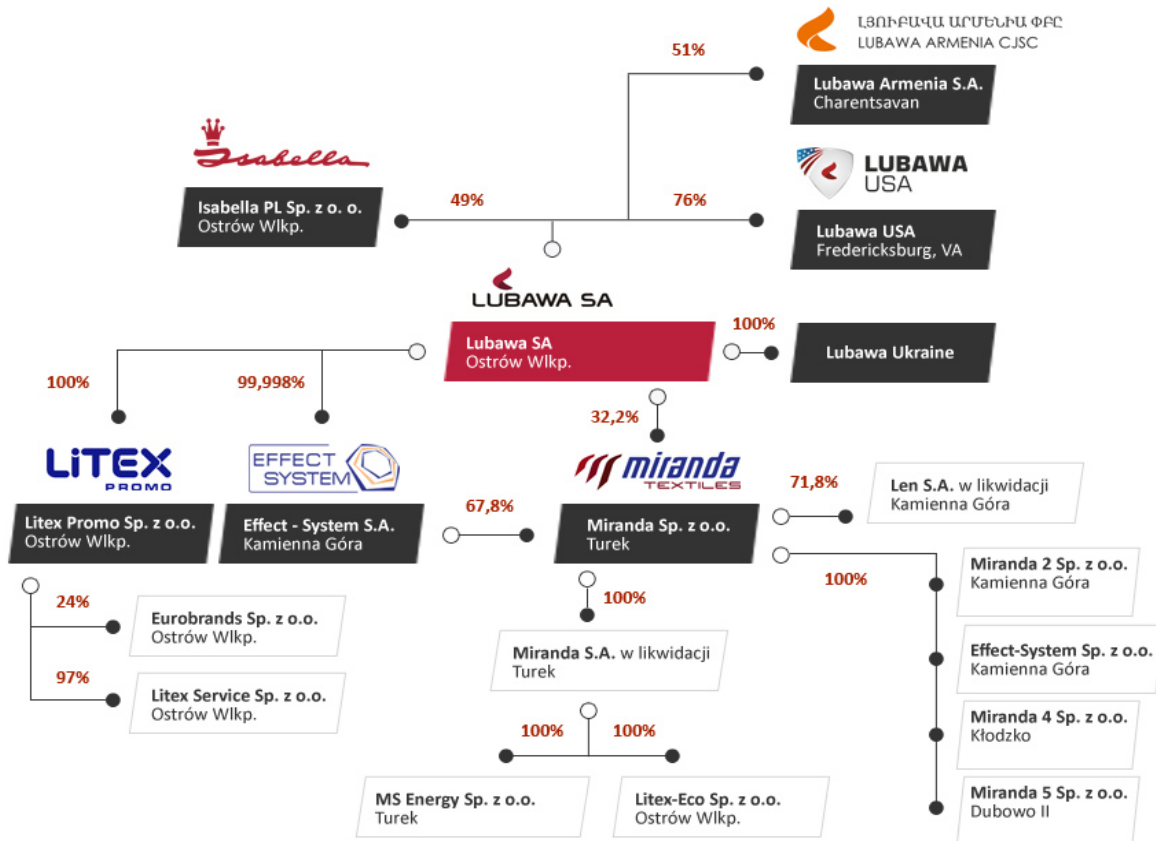 ԼՅՈՒԲԱՎԱ ԱՐՄԵՆԻԱ ՓԲԸ
LUBAWA ARMENIA CJSC
51%
Lubawa Armenia S.A.
Charentsavan
Isabella
LUBAWA
USA
Isabella PL Sp. z o. o.
Ostrów Wlkp.
49%
76%
Lubawa USA
Fredericksburg, VA
LUBAWA SA
Lubawa SA
Ostrów Wlkp.
100%
Lubawa Ukraine
100%
99,998%
32,2%
LiTEX
PROMO
EFFECT
SYSTEM
miranda
TEXTILES
71,8%
Len S.A. w likwidacji
Kamienna Góra
Litex Promo Sp. z o.o.
Ostrów Wlkp.
Effect - System S.A.
Kamienna Góra
67,8%
Miranda Sp. z o.o.
Turek
100%
Miranda 2 Sp. z o.o.
Kamienna Góra
24%
Eurobrands Sp. z o.o.
Ostrów Wlkp.
100%
Miranda S.A. w likwidacji
Turek
Effect-System Sp. z o.o.
Kamienna Góra
97%
Litex Service Sp. z o.o.
Ostrów Wlkp.
Miranda 4 Sp. z o.o.
Kłodzko
100%
100%
MS Energy Sp. z o.o.
Turek
Litex-Eco Sp. z o.o.
Ostrów Wlkp.
Miranda 5 Sp. z o.o.
Dubowo II